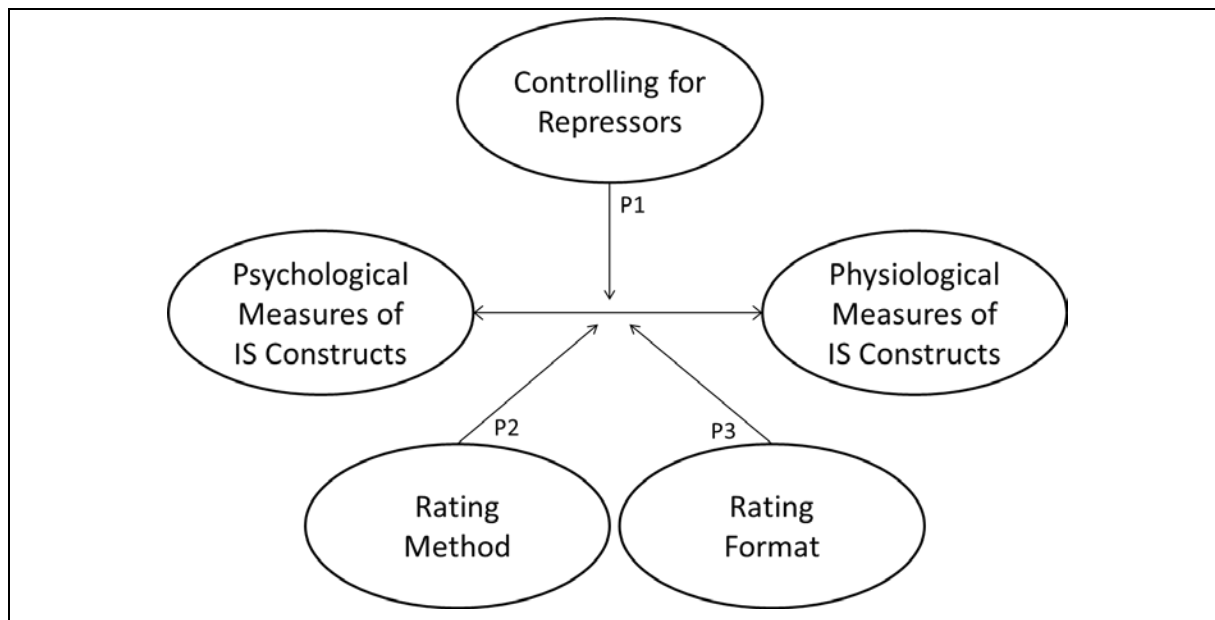 Controlling for
Repressors
P1
Psychological
Measures of
IS Constructs
Physiological
Measures of
IS Constructs
P2
P3
Rating
Method
Rating
Format